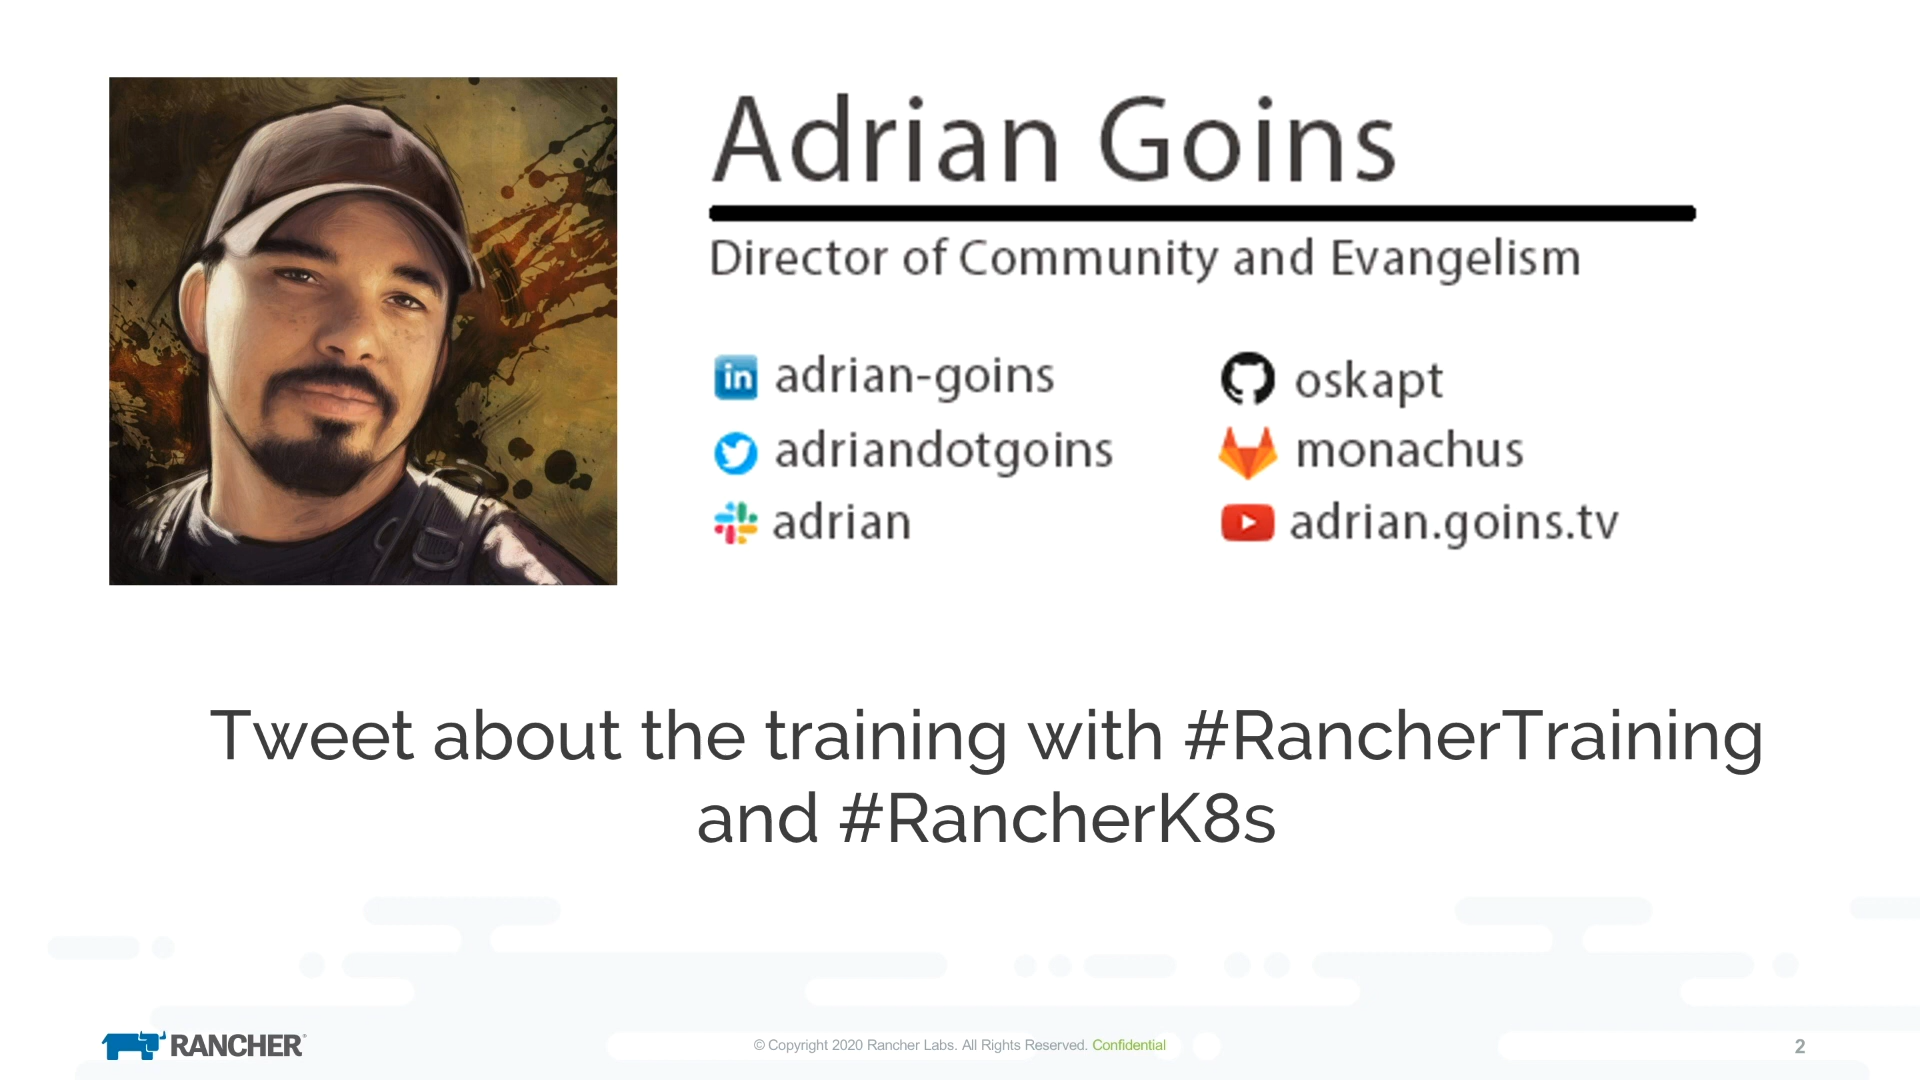 Adrian Goins
Director of Community and Evangelism
in adrian-goins
adriandotgoins
adrian
oskapt
monachus
adrian.goins.tv
Tweet about the training with #RancherTraining
and #RancherK8s
RANCHER®
© Copyright 2020 Rancher Labs. All Rights Reserved. Confidential
2